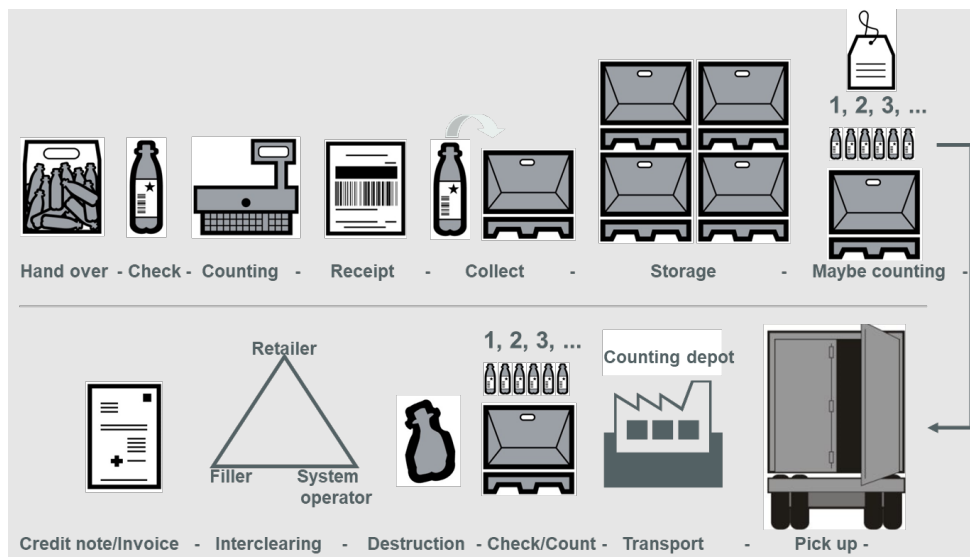 1, 2, 3, ...
Hand over - Check - Counting - Receipt - Collect - Storage - Maybe counting -
Retailer
Filler
System
operator
1, 2, 3, ...
Counting depot
Credit note/Invoice - Interclearing - Destruction - Check/Count - Transport - Pick up -